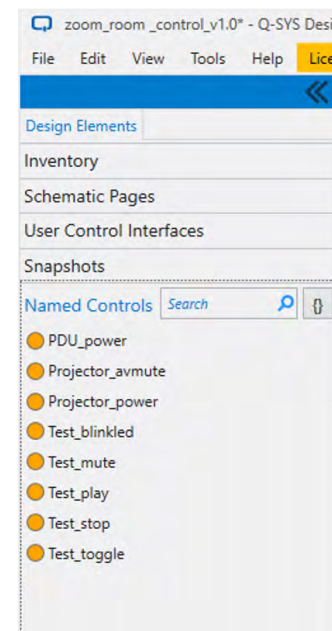 zoom_room _control_v1.0* - Q-SYS Desi
File Edit View Tools Help Lice
Design Elements
Inventory
Schematic Pages
User Control Interfaces
Snapshots
Named Controls Search {}
PDU_power
Projector_avmute
Projector_power
Test_blinkled
Test_mute
Test_play
Test_stop
Test_toggle